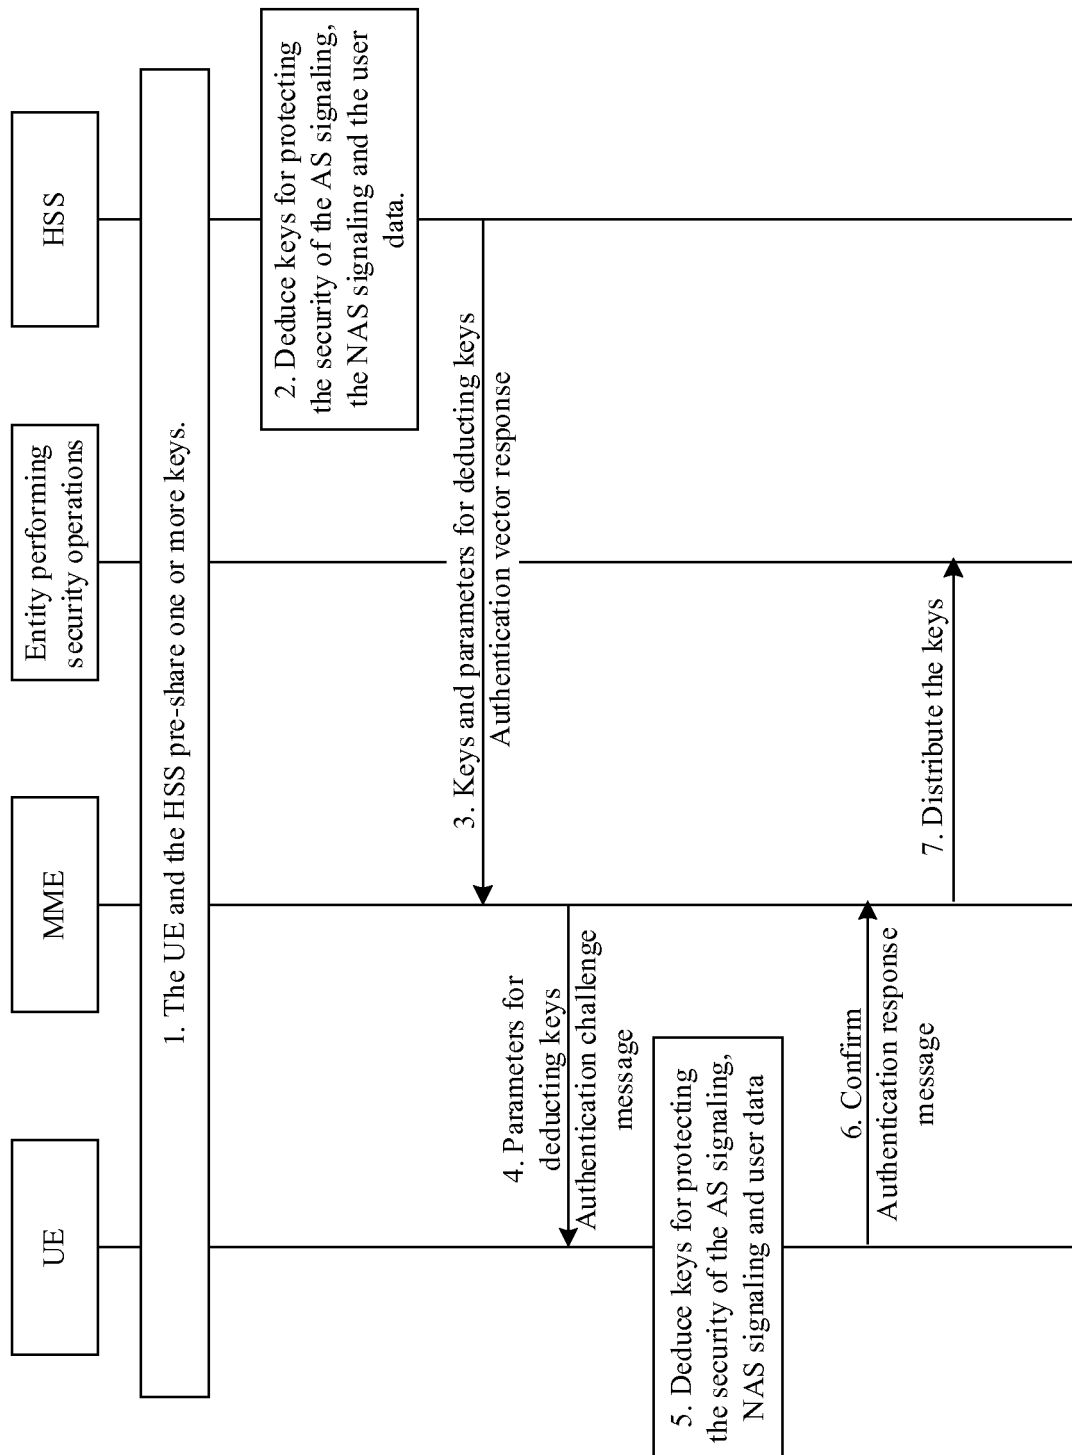 UE
MME
Entity performing
security operations
HSS
1. The UE and the HSS pre-share one or more keys.
2. Deduce keys for protecting
the security of the AS signaling,
the NAS signaling and the user
data.
3. Keys and parameters for deducting keys
Authentication vector response
4. Parameters for
deducting keys
Authentication challenge
message
5. Deduce keys for protecting
the security of the AS signaling,
NAS signaling and user data
6. Confirm
Authentication response
message
7. Distribute the keys